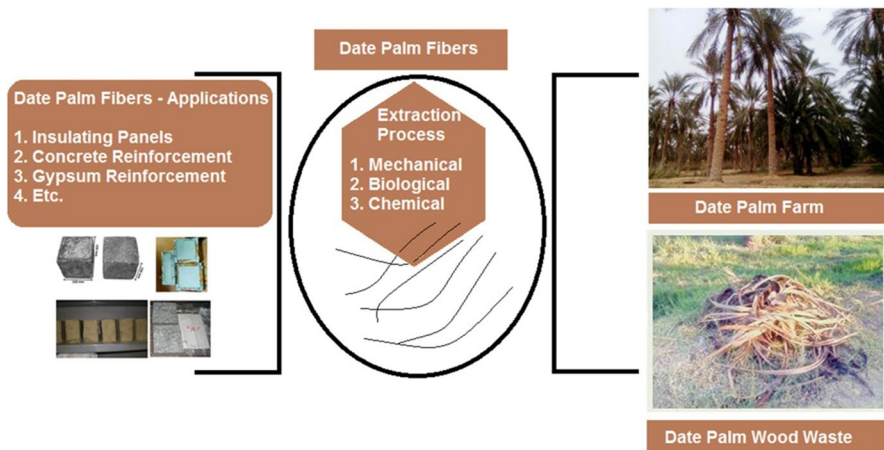 Date Palm Fibers
Date Palm Fibers - Applications
1. Insulating Panels
2. Concrete Reinforcement
3. Gypsum Reinforcement
4. Etc.
Extraction
Process
1. Mechanical
2. Biological
3. Chemical
Date Palm Farm
Date Palm Wood Waste